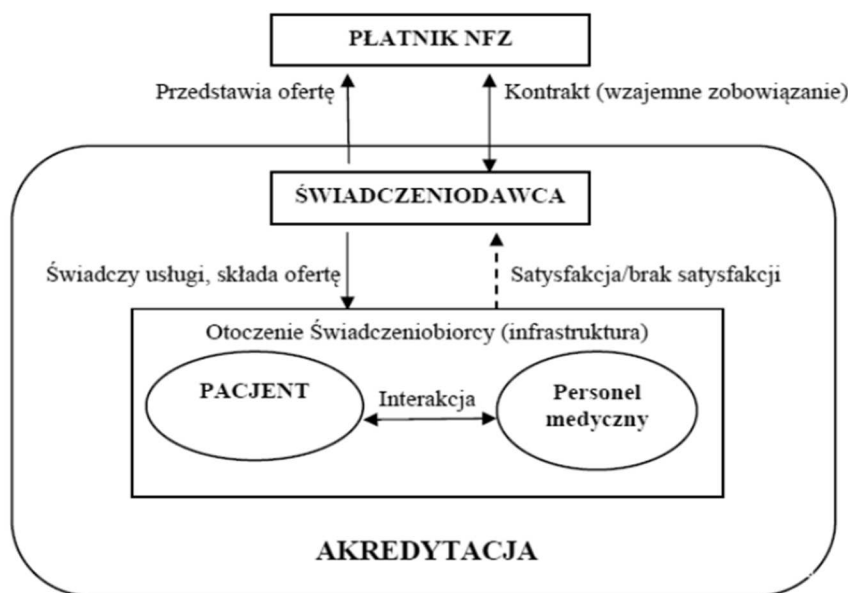 PŁATNIK NFZ
Przedstawia ofertę
Kontrakt (wzajemne zobowiązanie)
ŚWIADCZENIODAWCA
Świadczy usługi, składa ofertę
Satysfakcja/brak satysfakcji
Otoczenie Świadczeniobiorcy (infrastruktura)
PACJENT
Interakcja
Personel
medyczny
AKREDYTACJA